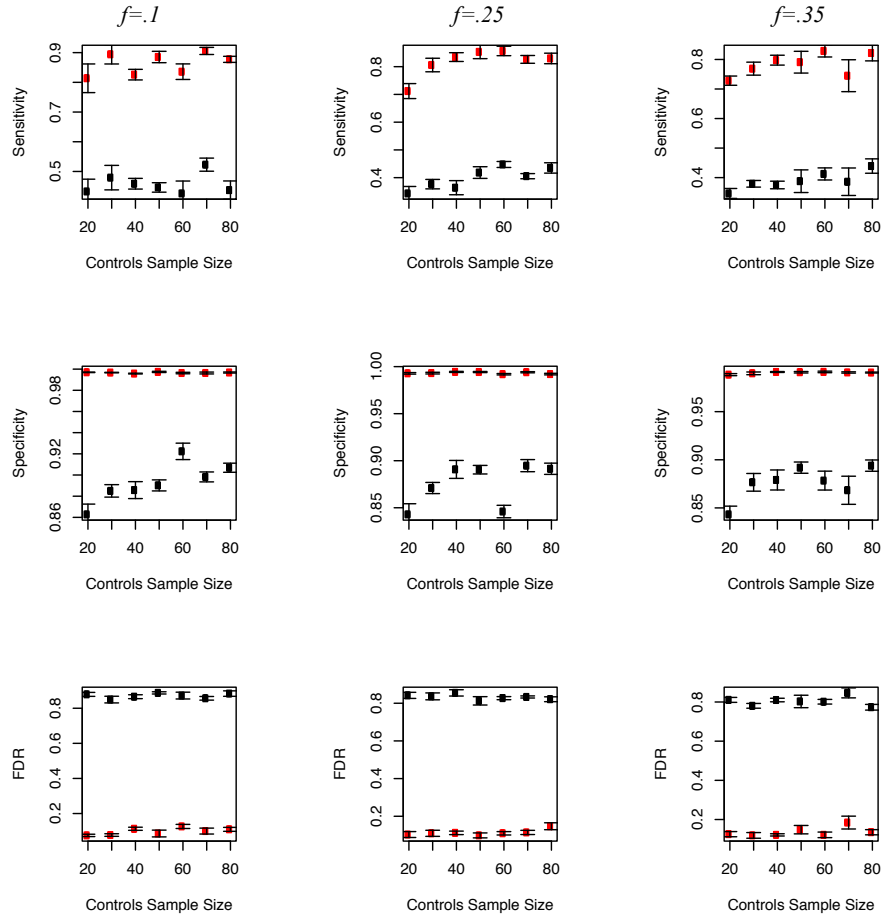 f=.1
f=.25
f=.35
Sensitivity
0.5 0.7 0.9
20 40 60 80
Controls Sample Size
Sensitivity
0.4 0.6 0.8
20 40 60 80
Controls Sample Size
Sensitivity
0.4 0.6 0.8
20 40 60 80
Controls Sample Size
Specificity
0.86 0.92 0.98
20 40 60 80
Controls Sample Size
Specificity
0.85 0.90 0.95 1.00
20 40 60 80
Controls Sample Size
Specificity
0.85 0.90 0.95
20 40 60 80
Controls Sample Size
FDR
0.2 0.4 0.6 0.8
20 40 60 80
Controls Sample Size
FDR
0.2 0.4 0.6 0.8
20 40 60 80
Controls Sample Size
FDR
0.2 0.4 0.6 0.8
20 40 60 80
Controls Sample Size